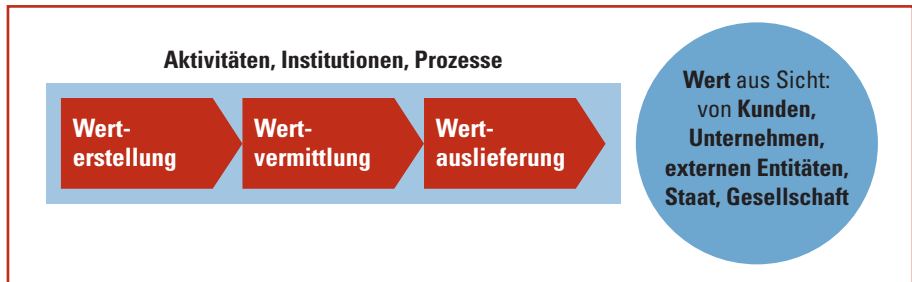 Aktivitäten, Institutionen, Prozesse
Wert-
erstellung
Wert-
vermittlung
Wert-
auslieferung
Wert aus Sicht:
von Kunden,
Unternehmen,
externen Entitäten,
Staat, Gesellschaft